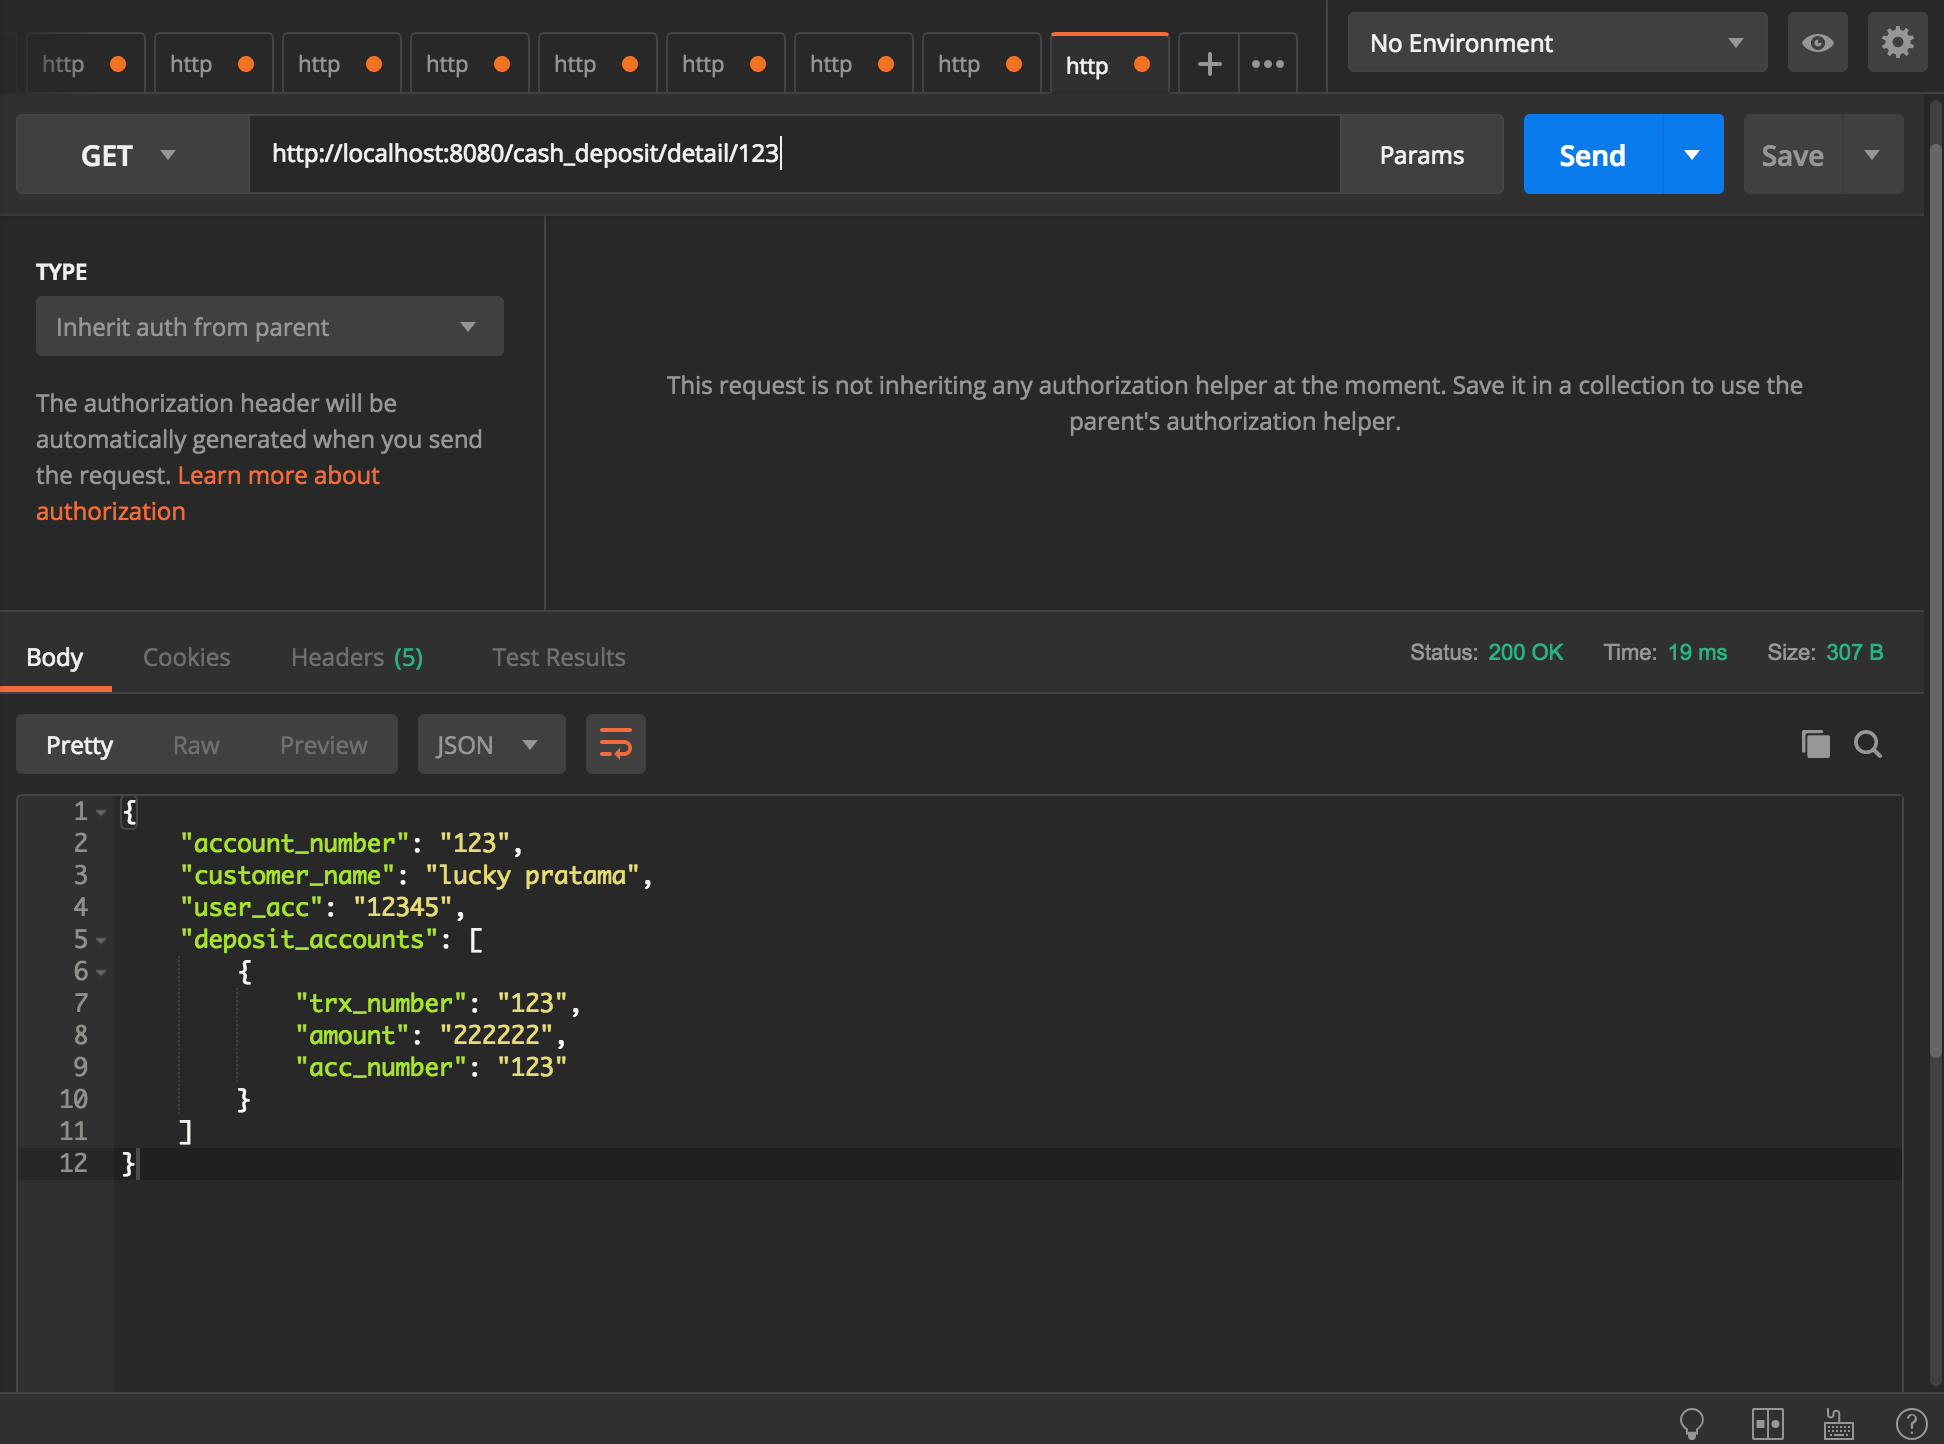 http http http http http http http http http
No Environment
GET http://localhost:8080/cash_deposit/detail/123 Params Send Save
TYPE
Inherit auth from parent
The authorization header will be
automatically generated when you send
the request. Learn more about
authorization
This request is not inheriting any authorization helper at the moment. Save it in a collection to use the
parent's authorization helper.
Body Cookies Headers (5) Test Results Status: 200 OK Time: 19 ms Size: 307 B
Pretty Raw Preview JSON
1 {
2 "account_number": "123",
3 "customer_name": "lucky pratama",
4 "user_acc": "12345",
5 "deposit_accounts": [
6 {
7 "trx_number": "123",
8 "amount": "222222",
9 "acc_number": "123"
10 }
11 ]
12 }